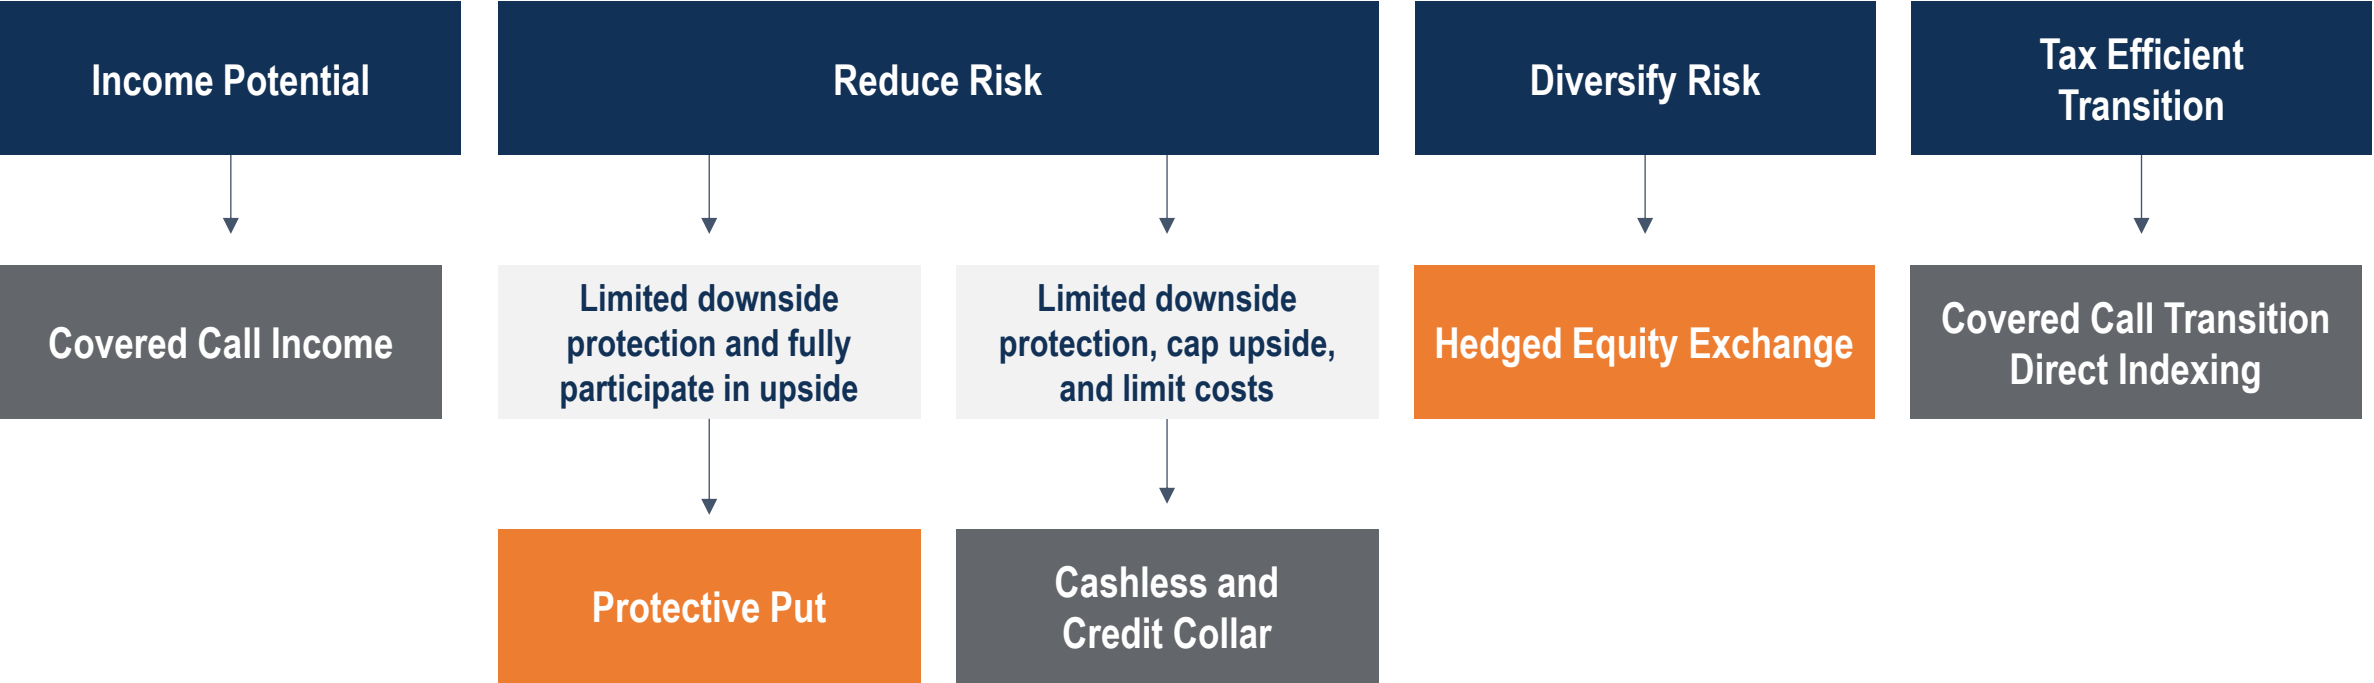 Income Potential
Reduce Risk
Diversify Risk
Tax Efficient
Transition
Covered Call Income
Limited downside
protection and fully
participate in upside
Limited downside
protection, cap upside,
and limit costs
Hedged Equity Exchange
Covered Call Transition
Direct Indexing
Protective Put
Cashless and
Credit Collar